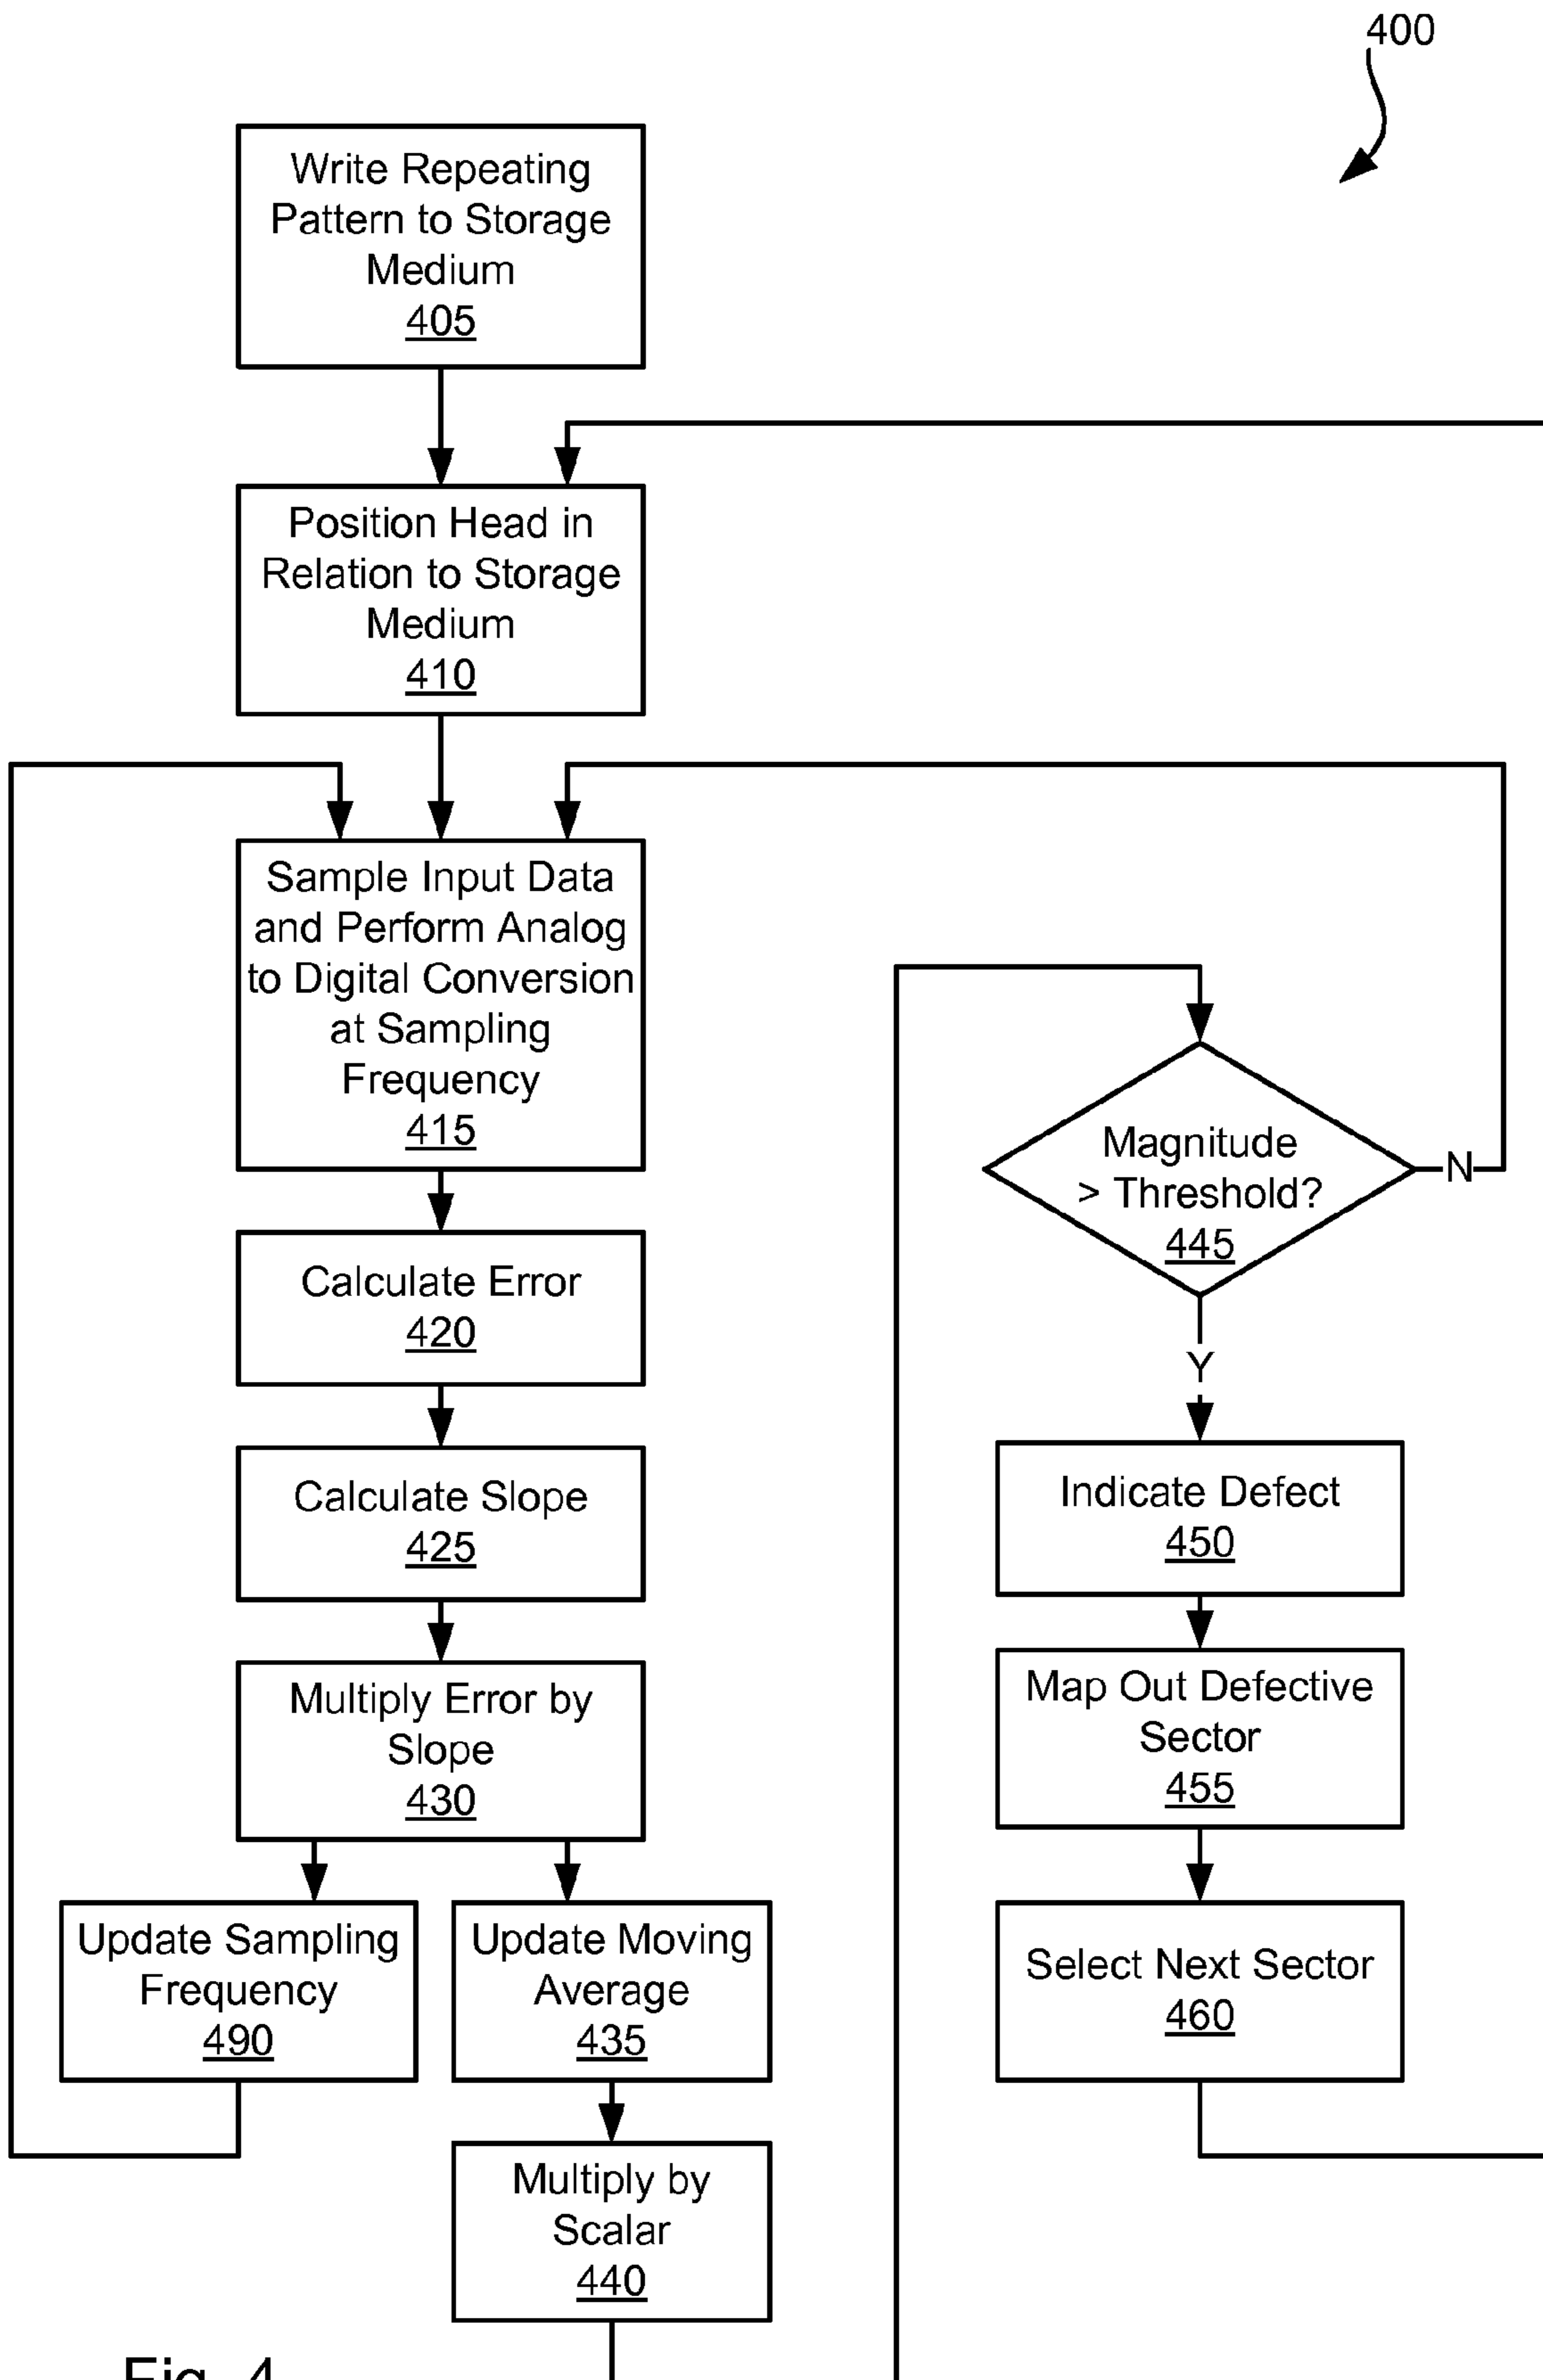 400
Write Repeating
Pattern to Storage
Medium
405
Position Head in
Relation to Storage
Medium
410
Sample Input Data
and Perform Analog
to Digital Conversion
at Sampling
Frequency
415
Calculate Error
420
Calculate Slope
425
Multiply Error by
Slope
430
Update Sampling
Frequency
490
Update Moving
Average
435
Multiply by
Scalar
440
Magnitude
> Threshold?
445
N
Y
Indicate Defect
450
Map Out Defective
Sector
455
Select Next Sector
460
Fig. 4